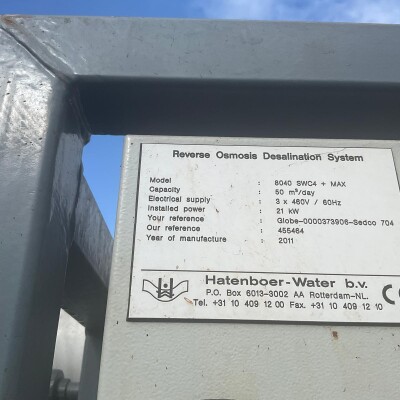 Reverse Osmosis Desalination System
Model : 8040 SWC4 + MAX
Capacity : 50 m³/day
Electrical supply : 3 x 460V / 60Hz
Installed power : 21 kW
Your reference : Globe-0000373906-Sedco 704
Our reference : 455464
Year of manufacture : 2011
Hatenboer-Water b.v.
P.O. Box 6013-3002 AA Rotterdam-NL.
Tel. +31 10 409 12 00 Fax. +31 10 409 12 10